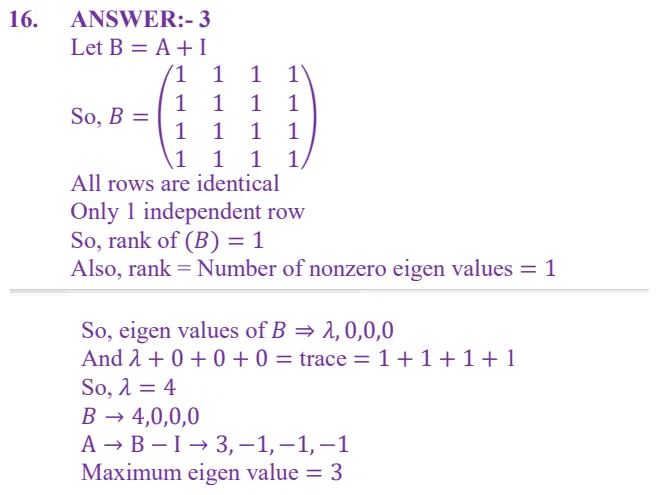 16. ANSWER:- 3
Let B = A + I
So, B = (1 1 1 1
1 1 1 1
1 1 1 1
1 1 1 1)
All rows are identical
Only 1 independent row
So, rank of (B) = 1
Also, rank = Number of nonzero eigen values = 1
So, eigen values of B ⇒ λ, 0,0,0
And λ + 0 + 0 + 0 = trace = 1 + 1 + 1 + 1
So, λ = 4
B → 4,0,0,0
A → B − I → 3, −1, −1, −1
Maximum eigen value = 3